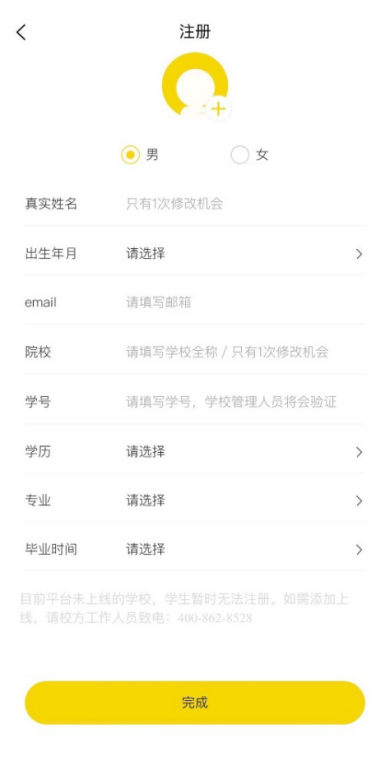 注册
男 女
真实姓名 只有1次修改机会
出生年月 请选择
email 请填写邮箱
院校 请填写学校全称 / 只有1次修改机会
学号 请填写学号，学校管理人员将会验证
学历 请选择
专业 请选择
毕业时间 请选择
目前平台未上线的学校，学生暂时无法注册。如需添加上
线，请校方工作人员致电：400-862-8528
完成